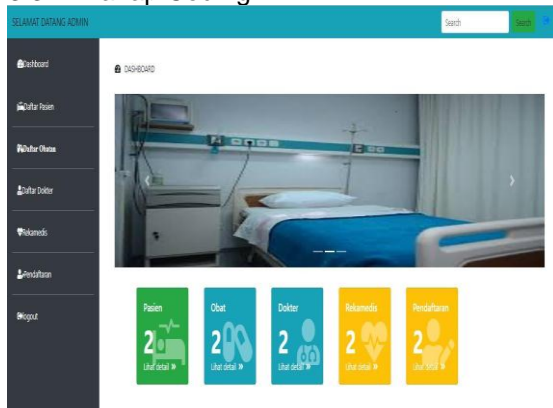 SELAMAT DATANG ADMIN
Search
Search
Dashboard
DASHBOARD
Daftar Pasien
Daftar Obatan
Daftar Dokter
Rekamedis
Pendaftaran
logout
Pasien
2
Lihat detail »
Obat
2
Lihat detail »
Dokter
2
Lihat detail »
Rekamedis
2
Lihat detail »
Pendaftaran
2
Lihat detail »